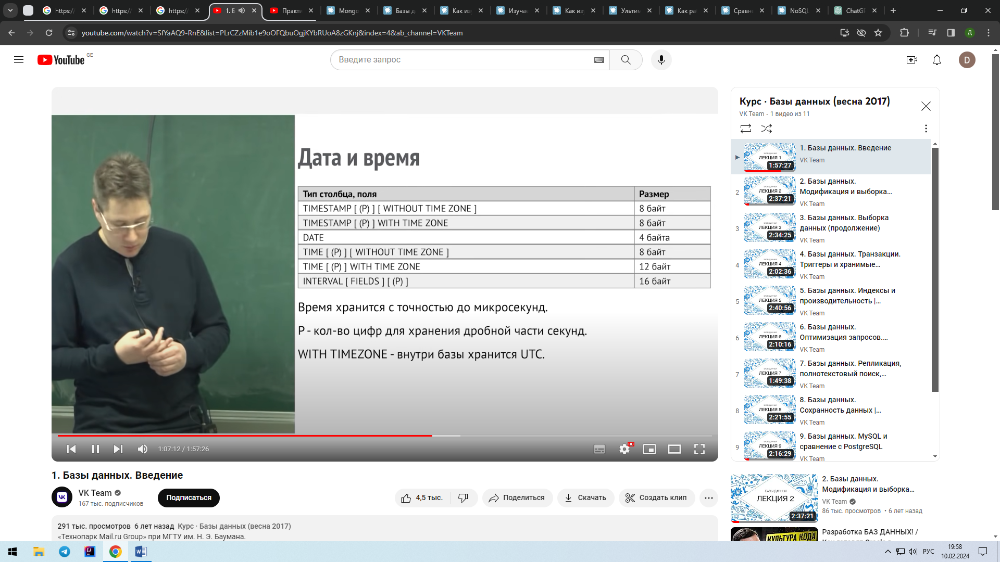 https:/
https:/
https:/
1. Б
Практи
Mongo
Базы д
Как из
Изучае
Как из
Ультим
Как ра
Сравне
NoSQL
ChatGP
youtube.com/watch?v=SfYaAQ9-RnE&list=PLrCZzMib1e9oOFQbuOgjKYbRUoA8zGKnj&index=4&ab_channel=VKTeam
Д
YouTube GE
Введите запрос
D
Дата и время
Тип столбца, поля Размер
TIMESTAMP [ (P) ] [ WITHOUT TIME ZONE ] 8 байт
TIMESTAMP [ (P) ] WITH TIME ZONE 8 байт
DATE 4 байта
TIME [ (P) ] [ WITHOUT TIME ZONE ] 8 байт
TIME [ (P) ] WITH TIME ZONE 12 байт
INTERVAL [ FIELDS ] [ (P) ] 16 байт
Время хранится с точностью до микросекунд.
P - кол-во цифр для хранения дробной части секунд.
WITH TIMEZONE - внутри базы хранится UTC.
1:07:12 / 1:57:26
HD
1. Базы данных. Введение
VK Team
167 тыс. подписчиков
Подписаться
4,5 тыс.
Поделиться
Скачать
Создать клип
291 тыс. просмотров 6 лет назад Курс · Базы данных (весна 2017)
«Технопарк Mail.ru Group» при МГТУ им. Н. Э. Баумана.
Курс · Базы данных (весна 2017)
VK Team - 1 видео из 11
ЛЕКЦИЯ 1
1:57:27
1. Базы данных. Введение
VK Team
2
ЛЕКЦИЯ 2
2:37:21
2. Базы данных.
Модификация и выборка...
VK Team
3
ЛЕКЦИЯ 3
2:34:25
3. Базы данных. Выборка
данных (продолжение)
VK Team
4
ЛЕКЦИЯ 4
2:02:36
4. Базы данных. Транзакции.
Триггеры и хранимые...
VK Team
5
ЛЕКЦИЯ 5
2:40:56
5. Базы данных. Индексы и
производительность |...
VK Team
6
ЛЕКЦИЯ 6
2:10:16
6. Базы данных.
Оптимизация запросов....
VK Team
7
ЛЕКЦИЯ 7
1:49:38
7. Базы данных. Репликация,
полнотекстовый поиск,...
VK Team
8
ЛЕКЦИЯ 8
2:21:55
8. Базы данных.
Сохранность данных |...
VK Team
9
ЛЕКЦИЯ 9
2:16:29
9. Базы данных. MySQL и
сравнение с PostgreSQL
VK Team
БАЗЫ ДАННЫХ
ЛЕКЦИЯ 2
2:37:21
2. Базы данных.
Модификация и выборка...
VK Team
86 тыс. просмотров • 6 лет назад
КУЛЬТУРА КОДА
Разработка БАЗ ДАННЫХ! /
РУС
19:58
10.02.2024